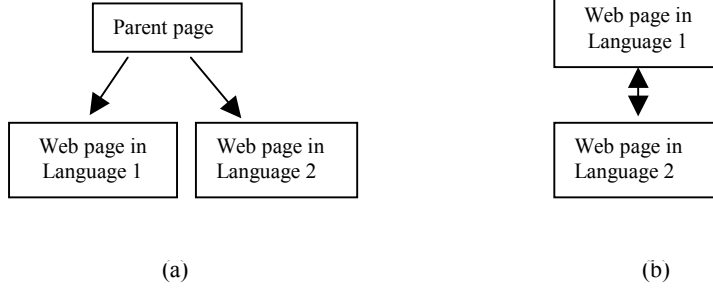 Parent page
Web page in
Language 1
Web page in
Language 2
(a)
Web page in
Language 1
Web page in
Language 2
(b)